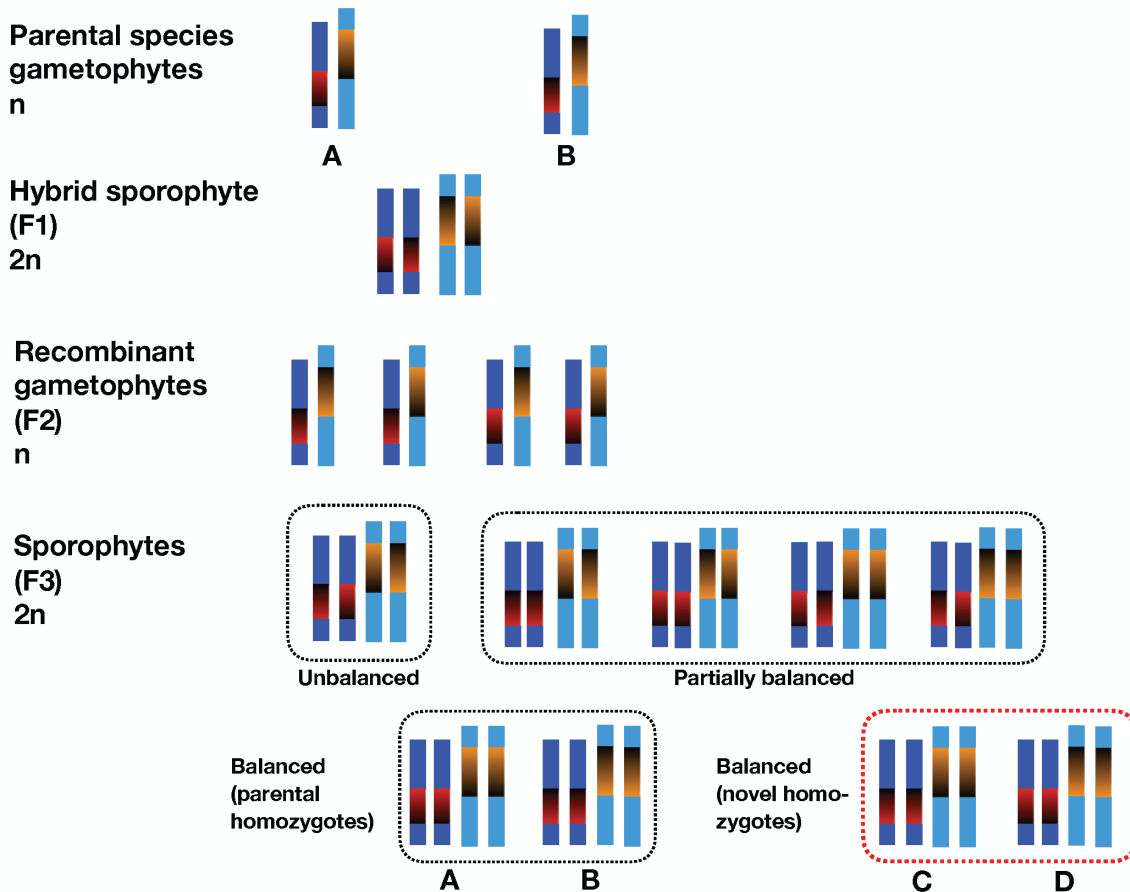 Parental species
gametophytes
n
A
B
Hybrid sporophyte
(F1)
2n
Recombinant
gametophytes
(F2)
n
Sporophytes
(F3)
2n
Unbalanced
Partially balanced
Balanced
(parental
homozygotes)
A
B
Balanced
(novel homo-
zygotes)
C
D